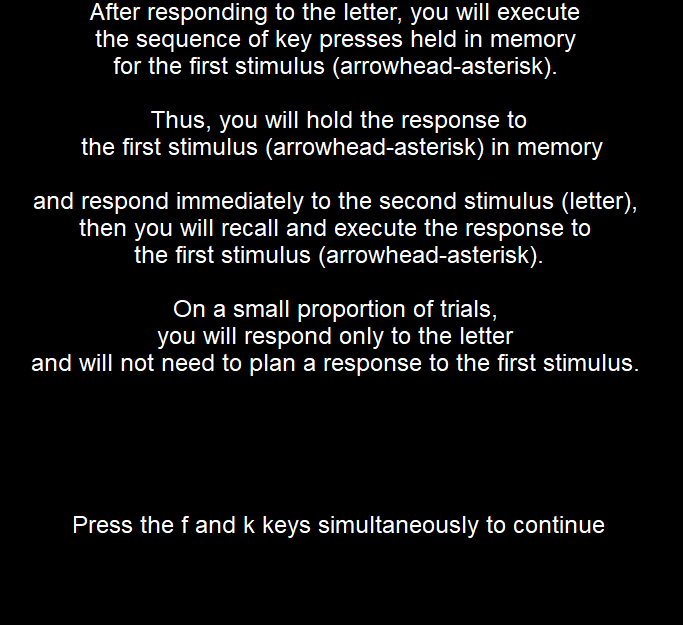 After responding to the letter, you will execute
the sequence of key presses held in memory
for the first stimulus (arrowhead-asterisk).
Thus, you will hold the response to
the first stimulus (arrowhead-asterisk) in memory
and respond immediately to the second stimulus (letter),
then you will recall and execute the response to
the first stimulus (arrowhead-asterisk).
On a small proportion of trials,
you will respond only to the letter
and will not need to plan a response to the first stimulus.
Press the f and k keys simultaneously to continue